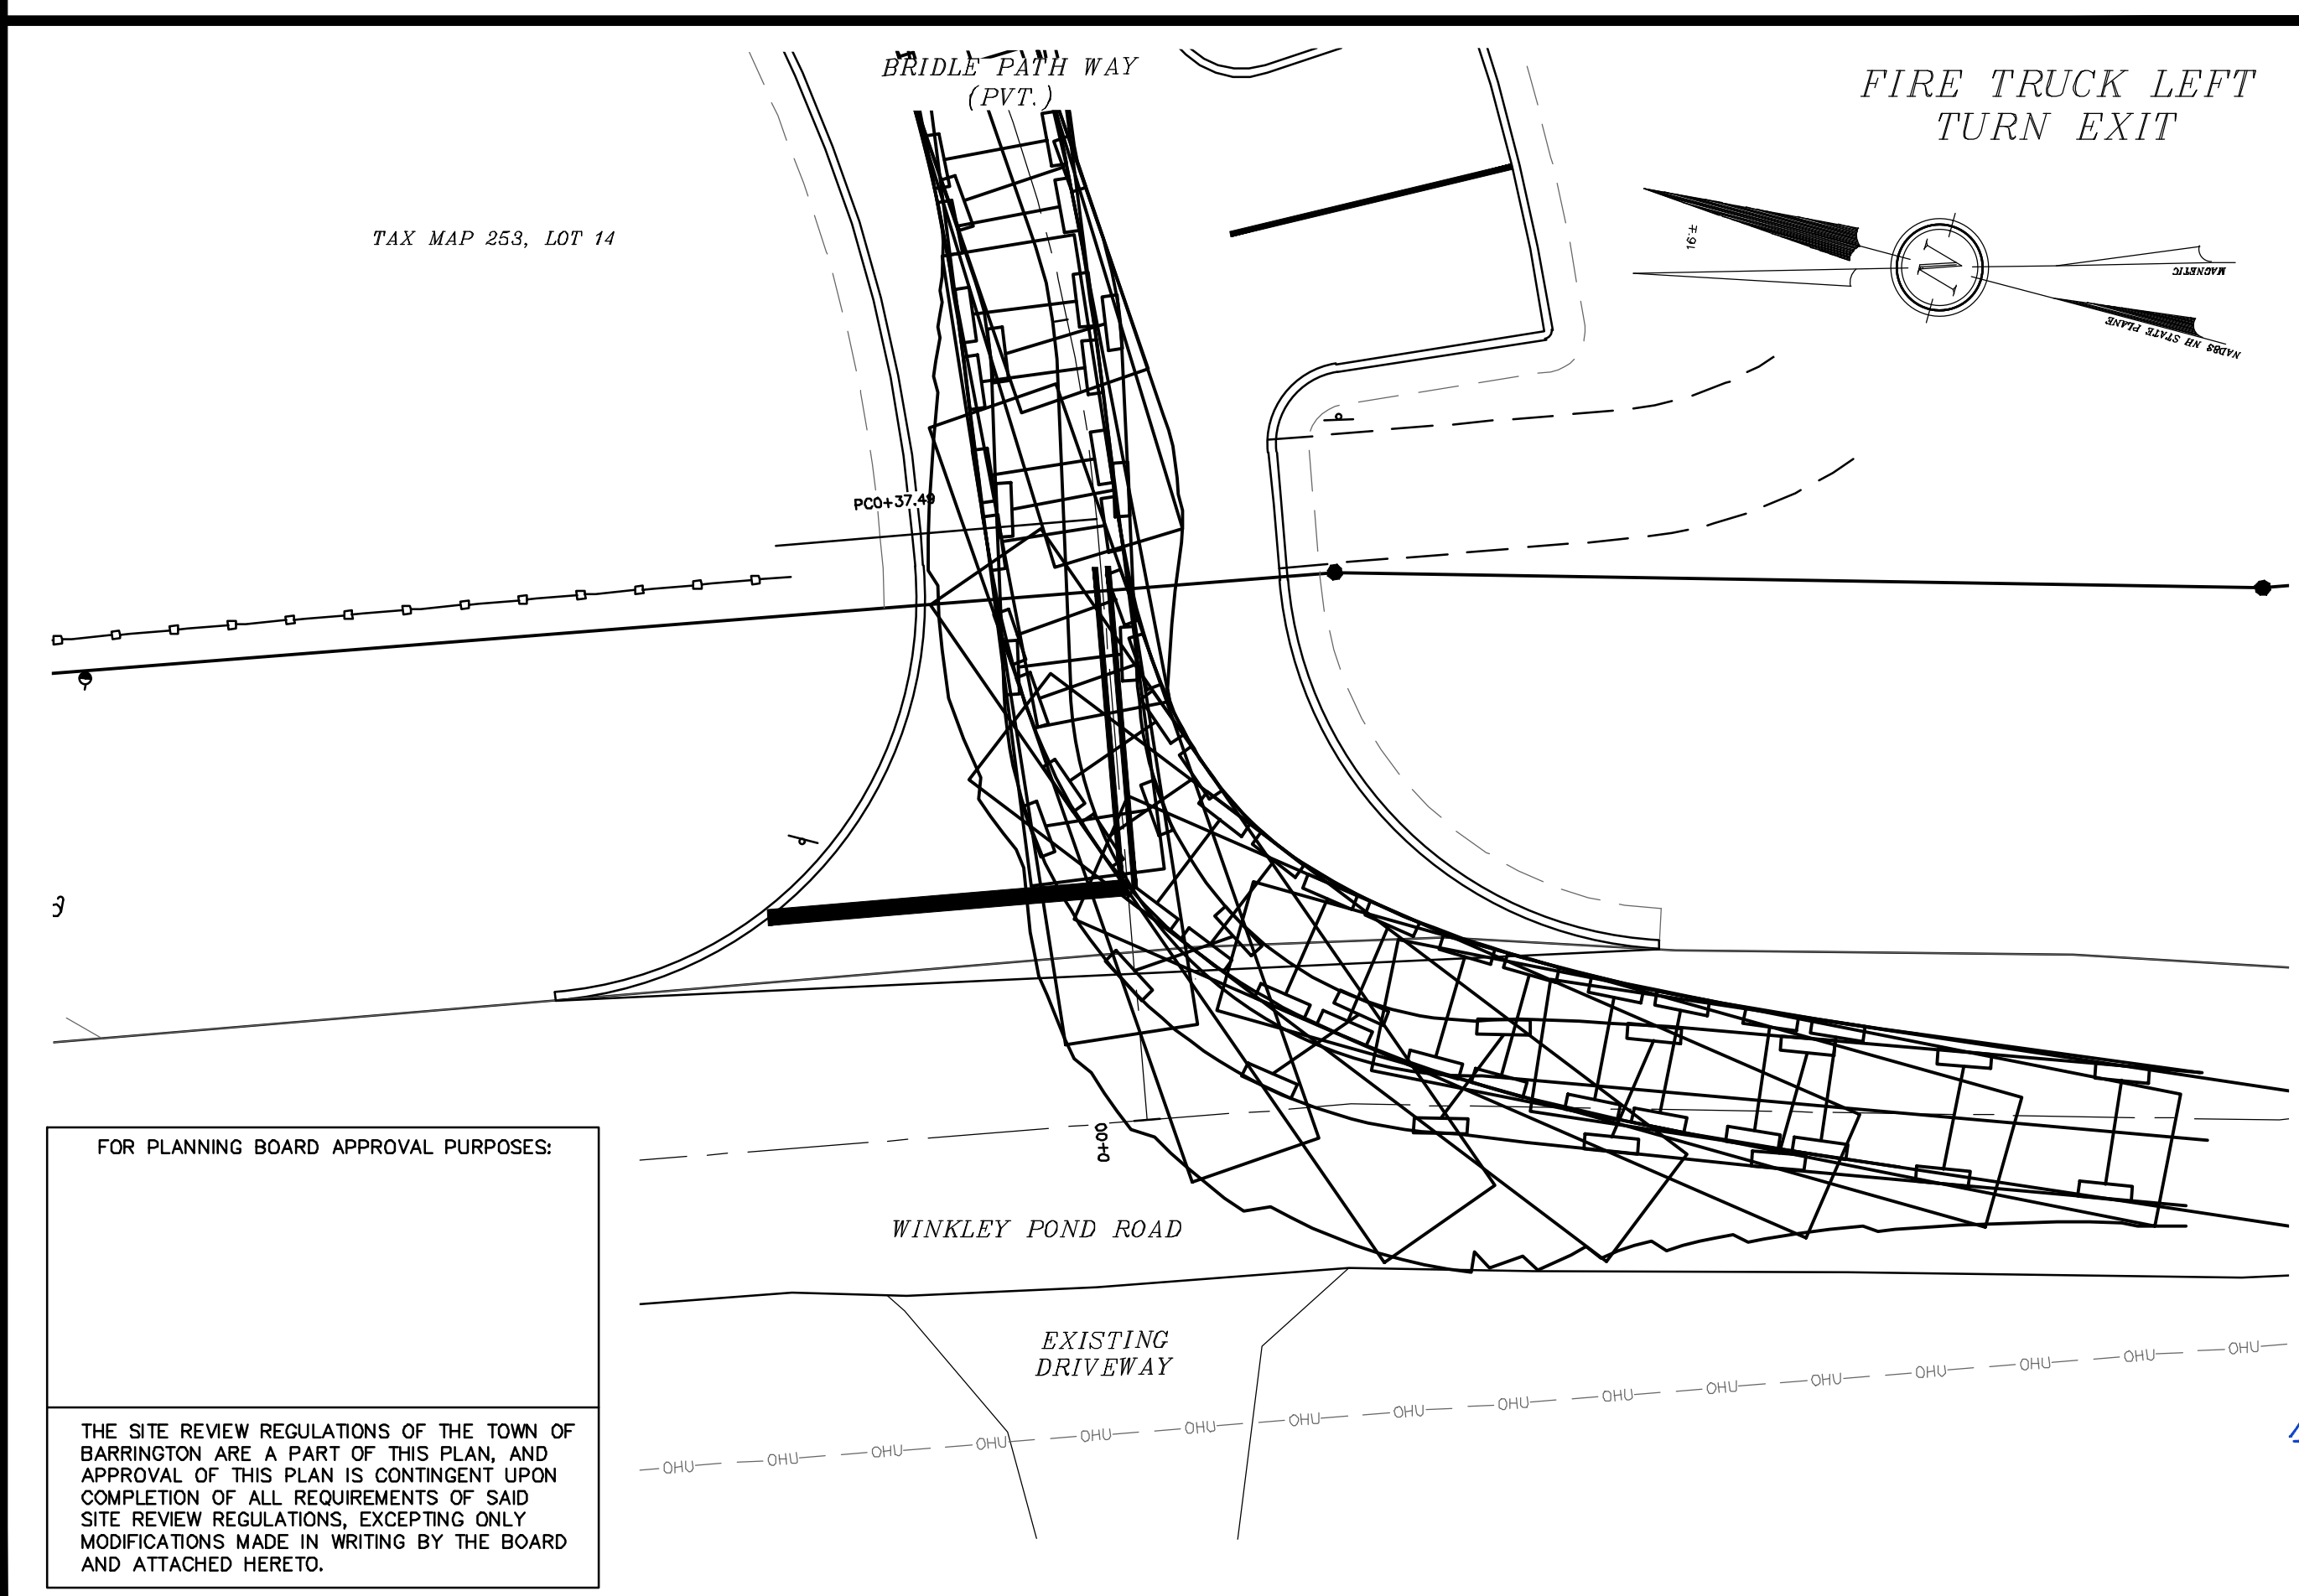 BRIDLE PATH WAY
(PVT.)
FIRE TRUCK LEFT
TURN EXIT
TAX MAP 253, LOT 14
16.F
N
MAGNETIC
NAD83 NH STATE PLANE
PC0+37.49
0+00
WINKLEY POND ROAD
EXISTING
DRIVEWAY
OHU OHU OHU OHU OHU OHU OHU OHU OHU OHU OHU OHU OHU OHU OHU OHU
FOR PLANNING BOARD APPROVAL PURPOSES:
THE SITE REVIEW REGULATIONS OF THE TOWN OF
BARRINGTON ARE A PART OF THIS PLAN, AND
APPROVAL OF THIS PLAN IS CONTINGENT UPON
COMPLETION OF ALL REQUIREMENTS OF SAID
SITE REVIEW REGULATIONS, EXCEPTING ONLY
MODIFICATIONS MADE IN WRITING BY THE BOARD
AND ATTACHED HERETO.